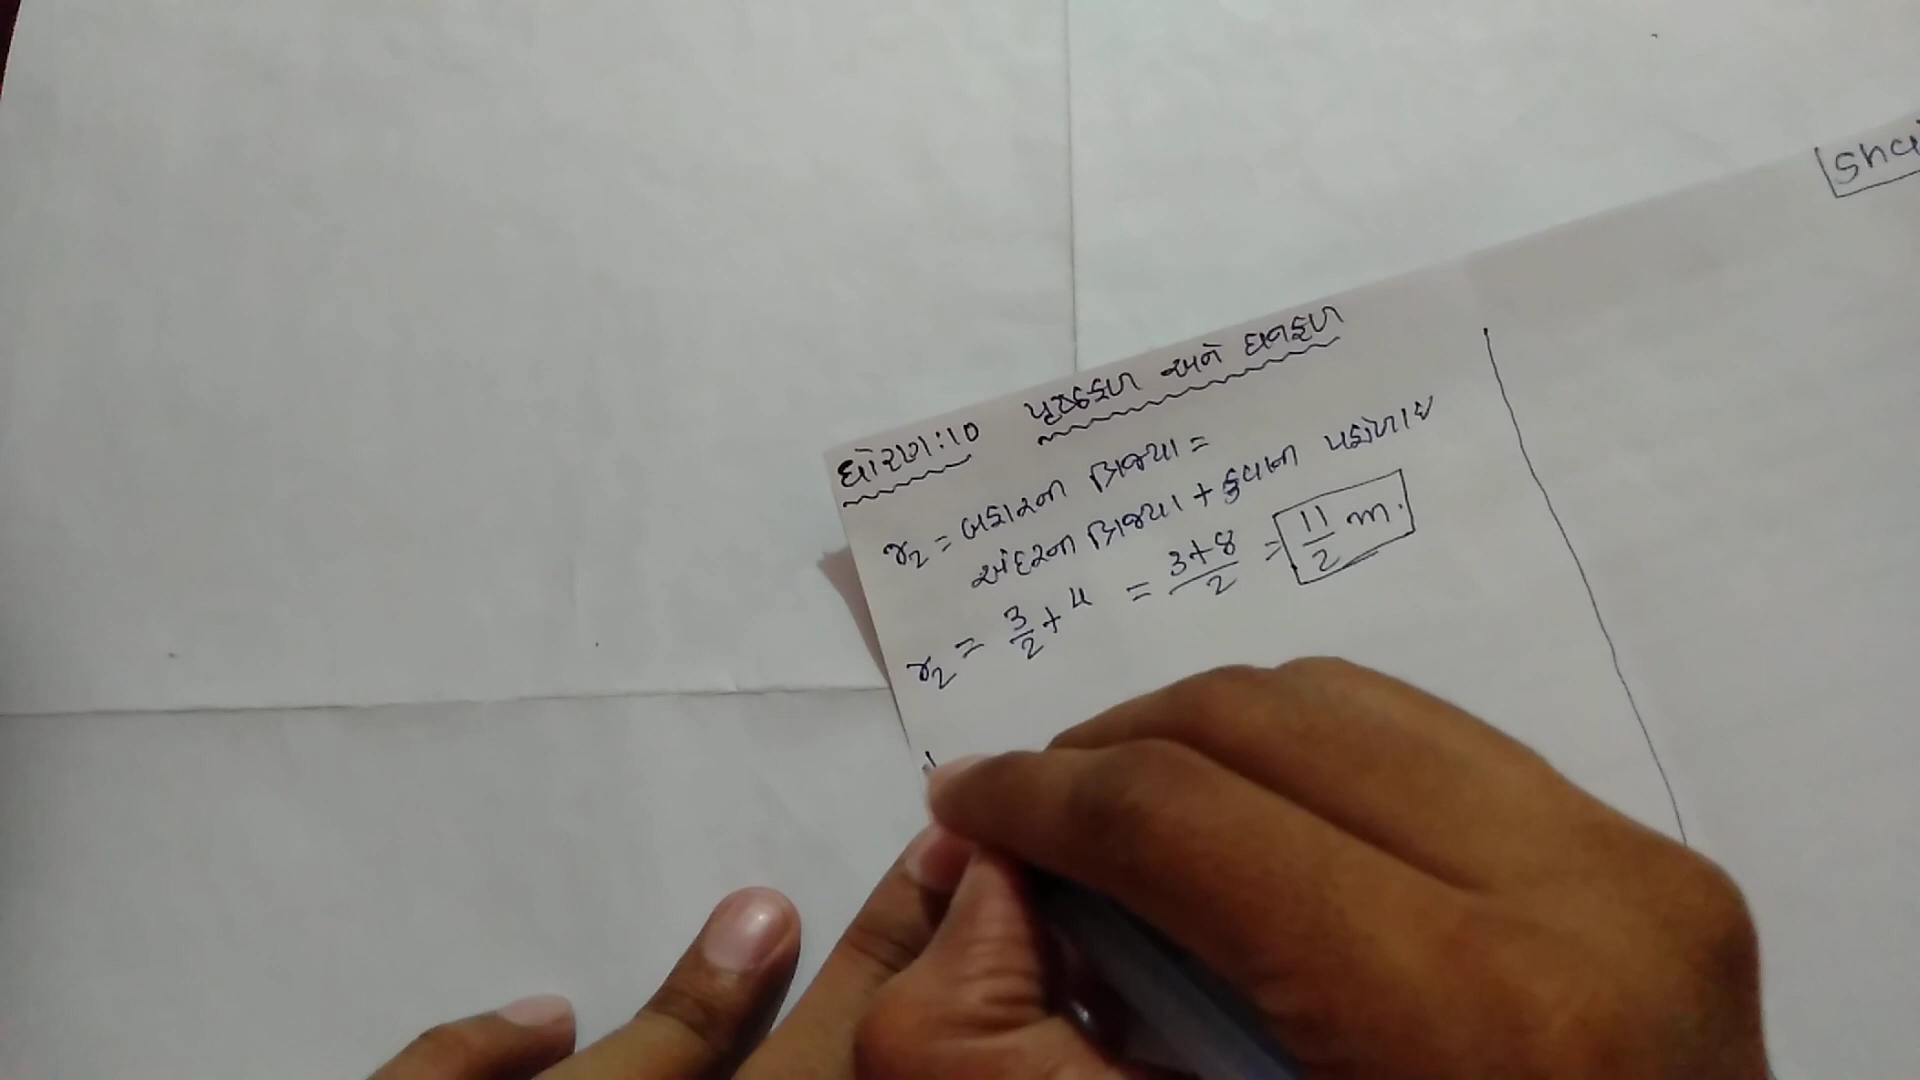 ધોરણ:10 પૃષ્ઠફળ અને ઘનફળ
r₂ = બહારની ત્રિજ્યા =
અંદરની ત્રિજ્યા + કુવાની પહોળાઇ
r₂ = 3/2 + 4 = 3+8/2 = 11/2 m.